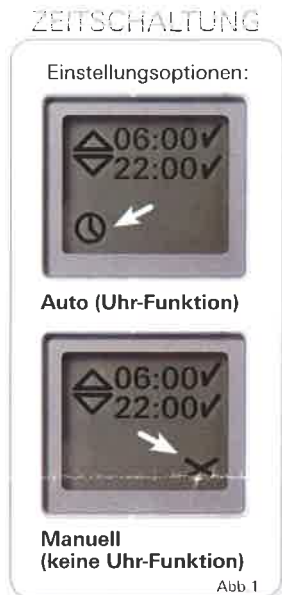 ZEITSCHALTUNG
Einstellungsoptionen:
06:00✓
22:00✓
Auto (Uhr-Funktion)
06:00✓
22:00✓
Manuell
(keine Uhr-Funktion)
Abb.1